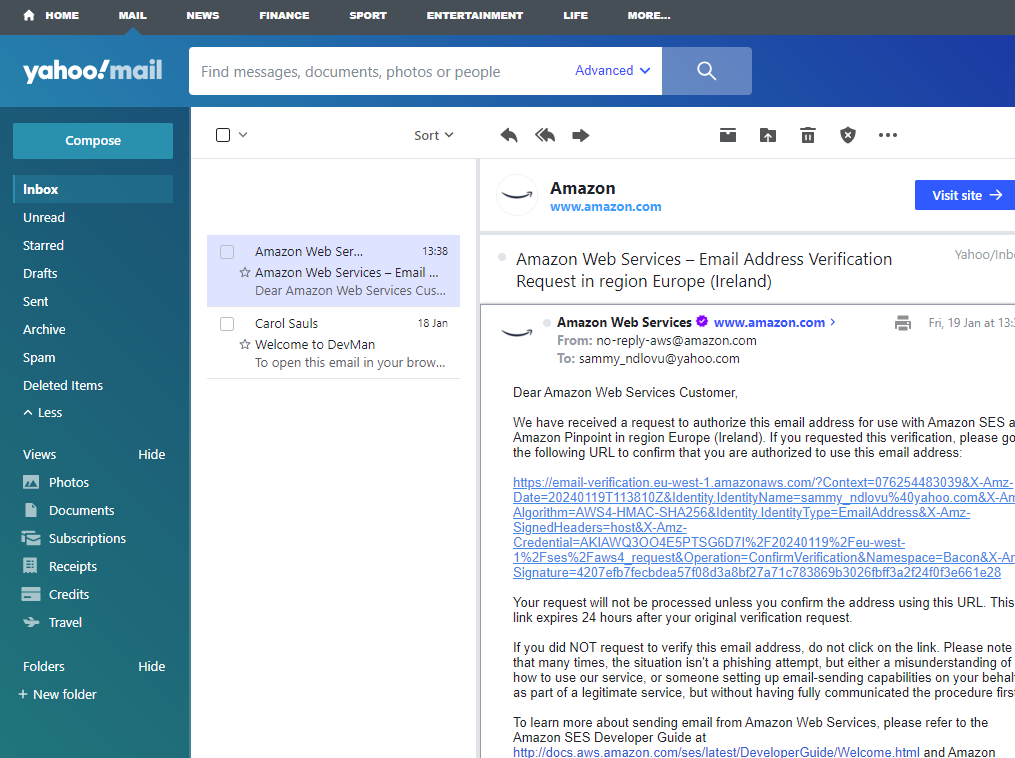 HOME MAIL NEWS FINANCE SPORT ENTERTAINMENT LIFE MORE...
yahoo!mail
Find messages, documents, photos or people
Advanced
Compose
Inbox
Unread
Starred
Drafts
Sent
Archive
Spam
Deleted Items
Less
Views Hide
Photos
Documents
Subscriptions
Receipts
Credits
Travel
Folders Hide
+ New folder
Sort
Amazon Web Ser... 13:38
Amazon Web Services – Email ...
Dear Amazon Web Services Cus...
Carol Sauls 18 Jan
Welcome to DevMan
To open this email in your brow...
Amazon
www.amazon.com
Visit site →
Amazon Web Services – Email Address Verification
Request in region Europe (Ireland)
Yahoo/Inbo
Amazon Web Services www.amazon.com >
Fri, 19 Jan at 13:3
From: no-reply-aws@amazon.com
To: sammy_ndlovu@yahoo.com
Dear Amazon Web Services Customer,
We have received a request to authorize this email address for use with Amazon SES a
Amazon Pinpoint in region Europe (Ireland). If you requested this verification, please go
the following URL to confirm that you are authorized to use this email address:
https://email-verification.eu-west-1.amazonaws.com/?Context=076254483039&X-Amz-
Date=20240119T113810Z&Identity.IdentityName=sammy_ndlovu%40yahoo.com&X-Am
Algorithm=AWS4-HMAC-SHA256&Identity.IdentityType=EmailAddress&X-Amz-
SignedHeaders=host&X-Amz-
Credential=AKIAWQ3OO4E5PTSG6D7I%2F20240119%2Feu-west-
1%2Fses%2Faws4_request&Operation=ConfirmVerification&Namespace=Bacon&X-Am
Signature=4207efb7fecbdea57f08d3a8bf27a71c783869b3026fbff3a2f24f0f3e661e28
Your request will not be processed unless you confirm the address using this URL. This
link expires 24 hours after your original verification request.
If you did NOT request to verify this email address, do not click on the link. Please note
that many times, the situation isn't a phishing attempt, but either a misunderstanding of
how to use our service, or someone setting up email-sending capabilities on your behal
as part of a legitimate service, but without having fully communicated the procedure first
To learn more about sending email from Amazon Web Services, please refer to the
Amazon SES Developer Guide at
http://docs.aws.amazon.com/ses/latest/DeveloperGuide/Welcome.html and Amazon